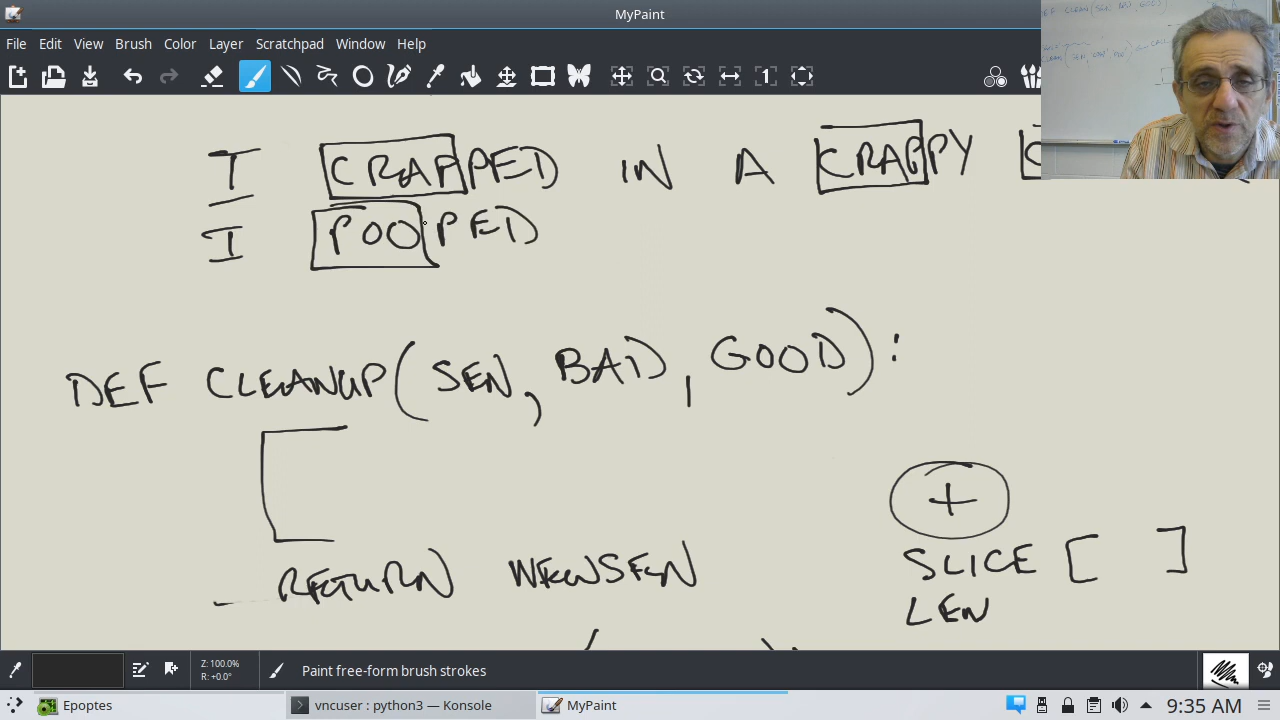 MyPaint
File Edit View Brush Color Layer Scratchpad Window Help
I CRAPPED IN A CRAPPY
I POOPED
DEF CLEANUP(SEN, BAD, GOOD):
+
SLICE [ ]
RETURN NEWSEN
LEN
Z: 100.0%
R: +0.0°
Paint free-form brush strokes
Epoptes
vncuser : python3 — Konsole
MyPaint
9:35 AM